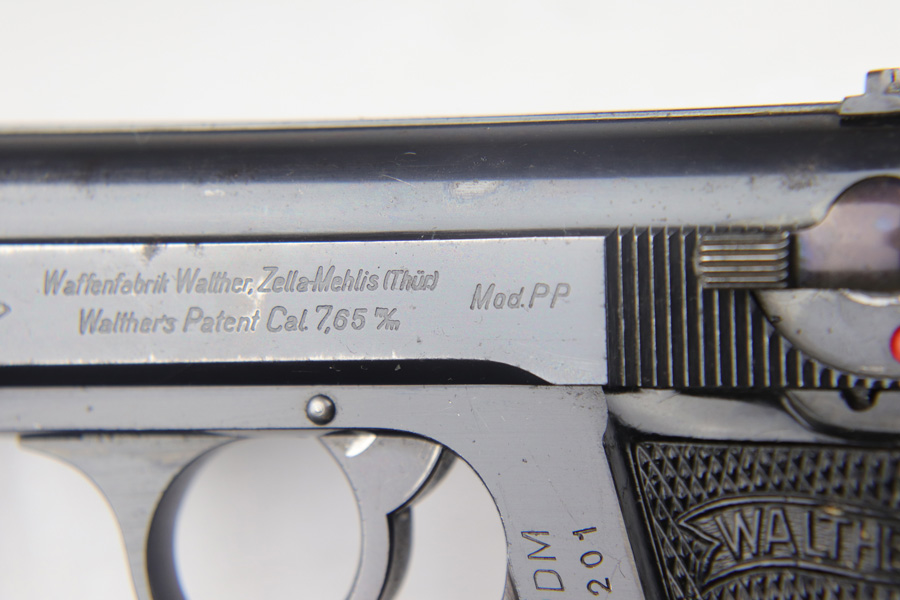 Waffenfabrik Walther, Zella-Mehlis (Thür)
Walther's Patent Cal. 7,65 m/m
Mod. PP
DM
201
WALTHE